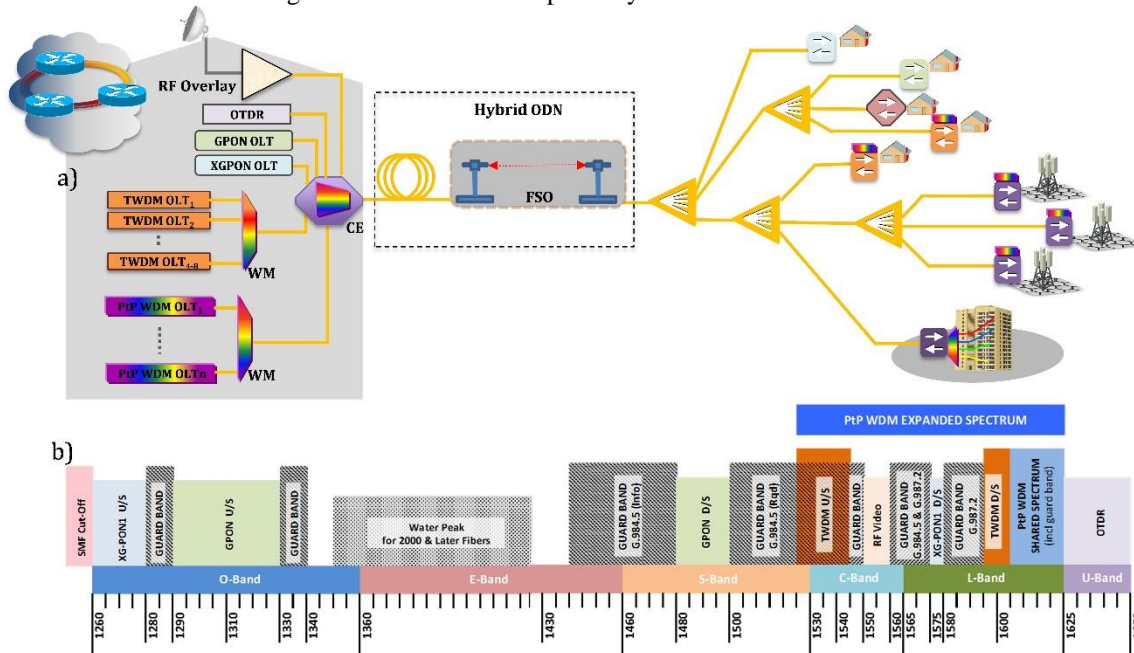 RF Overlay
OTDR
GPON OLT
XGPON OLT
a)
TWDM OLT1
TWDM OLT2
TWDM OLT4-8
WM
CE
PtP WDM OLT1
PtP WDM OLTn
WM
Hybrid ODN
FSO
b)
PtP WDM EXPANDED SPECTRUM
SMF Cut-Off
XG-PON1 U/S
GUARD BAND
GPON U/S
GUARD BAND
Water Peak
for 2000 & Later Fibers
GUARD BAND
G.984.5 (Info)
GPON D/S
GUARD BAND
G.984.5 (Rqd)
TWDM U/S
GUARD BAND
RF Video
GUARD BAND
G.984.5 & G.987.2
XG-PON1 D/S
GUARD BAND
G.987.2
TWDM D/S
PtP WDM
SHARED SPECTRUM
(incl guard band)
OTDR
O-Band
E-Band
S-Band
C-Band
L-Band
U-Band
1260
1280
1290
1310
1330
1340
1360
1430
1460
1480
1500
1530
1540
1550
1560
1565
1575
1580
1600
1625